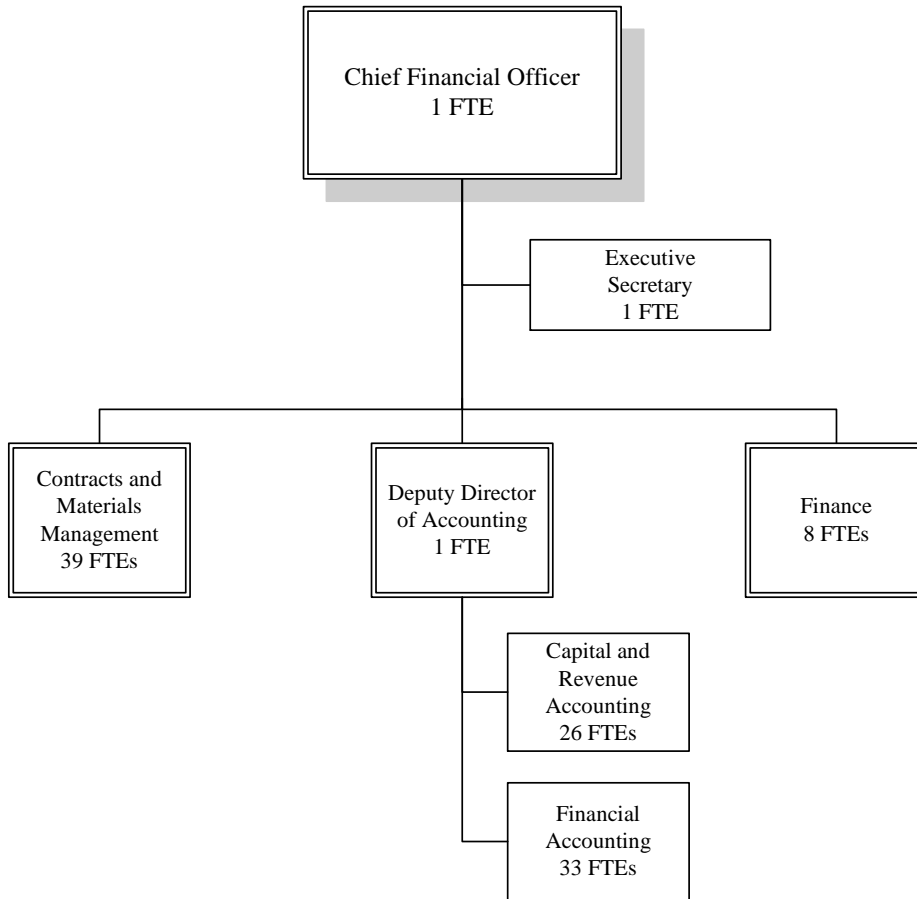 Chief Financial Officer
1 FTE
Executive
Secretary
1 FTE
Contracts and
Materials
Management
39 FTEs
Deputy Director
of Accounting
1 FTE
Finance
8 FTEs
Capital and
Revenue
Accounting
26 FTEs
Financial
Accounting
33 FTEs